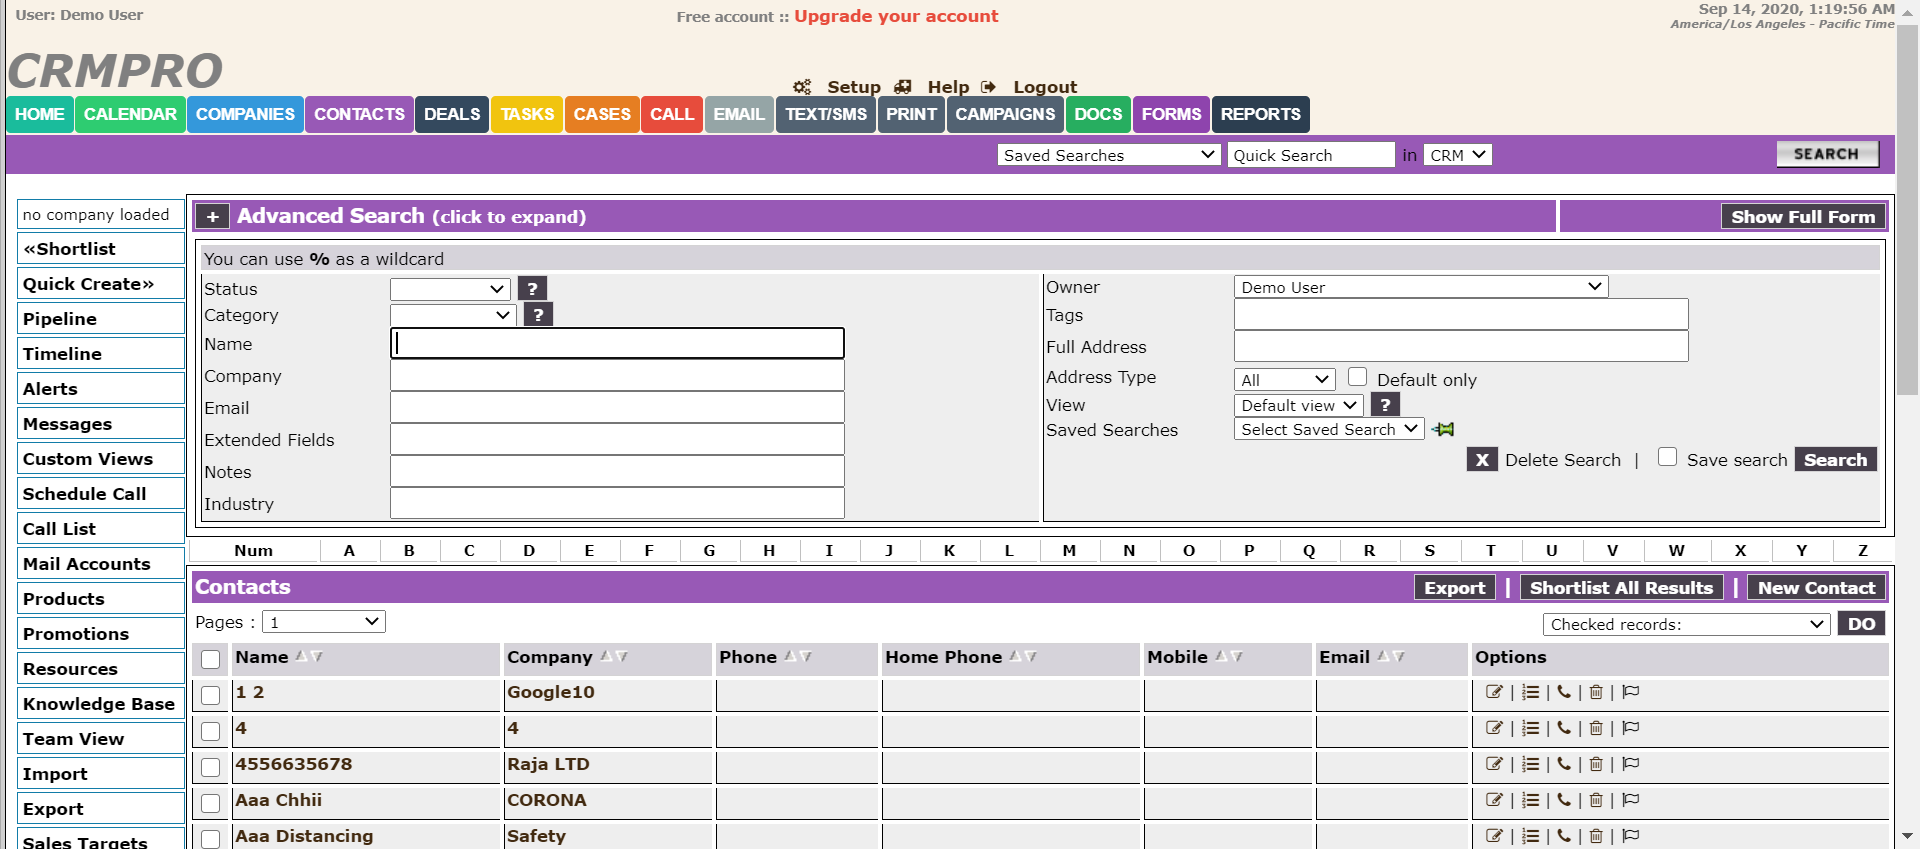 User: Demo User
Free account :: Upgrade your account
Sep 14, 2020, 1:19:56 AM
America/Los Angeles - Pacific Time
CRMPRO
Setup Help Logout
HOME CALENDAR COMPANIES CONTACTS DEALS TASKS CASES CALL EMAIL TEXT/SMS PRINT CAMPAIGNS DOCS FORMS REPORTS
Saved Searches Quick Search in CRM SEARCH
no company loaded
«Shortlist
Quick Create»
Pipeline
Timeline
Alerts
Messages
Custom Views
Schedule Call
Call List
Mail Accounts
Products
Promotions
Resources
Knowledge Base
Team View
Import
Export
Sales Targets
+ Advanced Search (click to expand) Show Full Form
You can use % as a wildcard
Status ?
Category ?
Name
Company
Email
Extended Fields
Notes
Industry
Owner Demo User
Tags
Full Address
Address Type All Default only
View Default view ?
Saved Searches Select Saved Search
X Delete Search | Save search Search
Num A B C D E F G H I J K L M N O P Q R S T U V W X Y Z
Contacts Export | Shortlist All Results | New Contact
Pages : 1 Checked records: DO
Name Company Phone Home Phone Mobile Email Options
1 2 Google10 | | | |
4 4 | | | |
4556635678 Raja LTD | | | |
Aaa Chhii CORONA | | | |
Aaa Distancing Safety | | | |